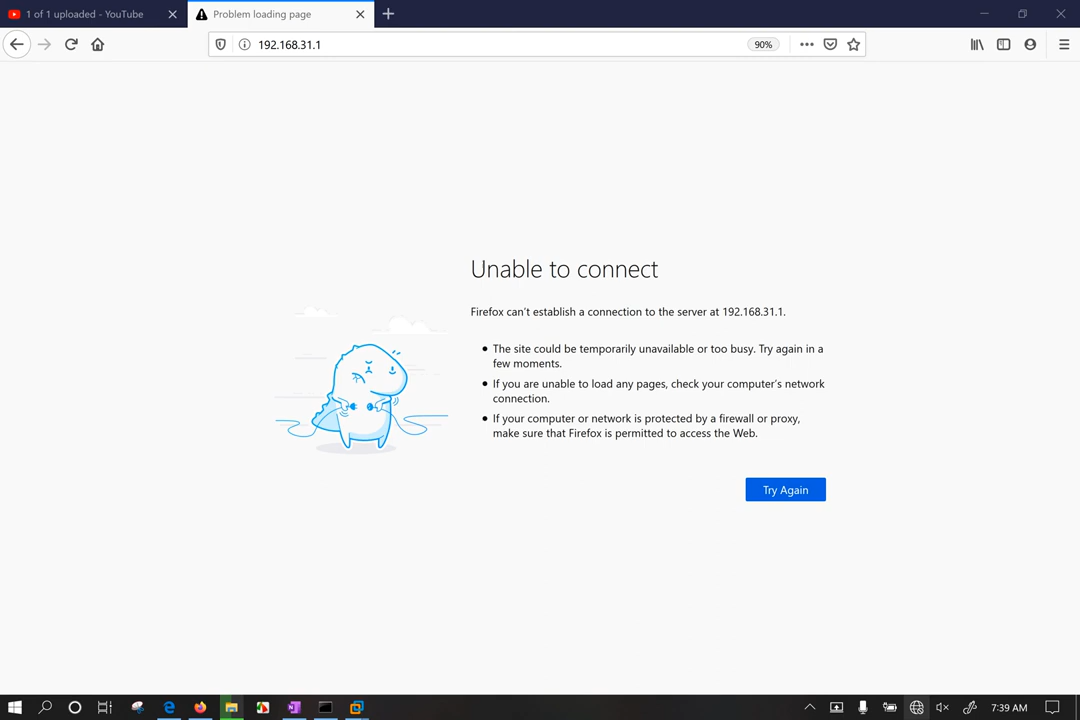 1 of 1 uploaded - YouTube
Problem loading page
192.168.31.1
90%
Unable to connect
Firefox can’t establish a connection to the server at 192.168.31.1.
The site could be temporarily unavailable or too busy. Try again in a
few moments.
If you are unable to load any pages, check your computer’s network
connection.
If your computer or network is protected by a firewall or proxy,
make sure that Firefox is permitted to access the Web.
Try Again
7:39 AM